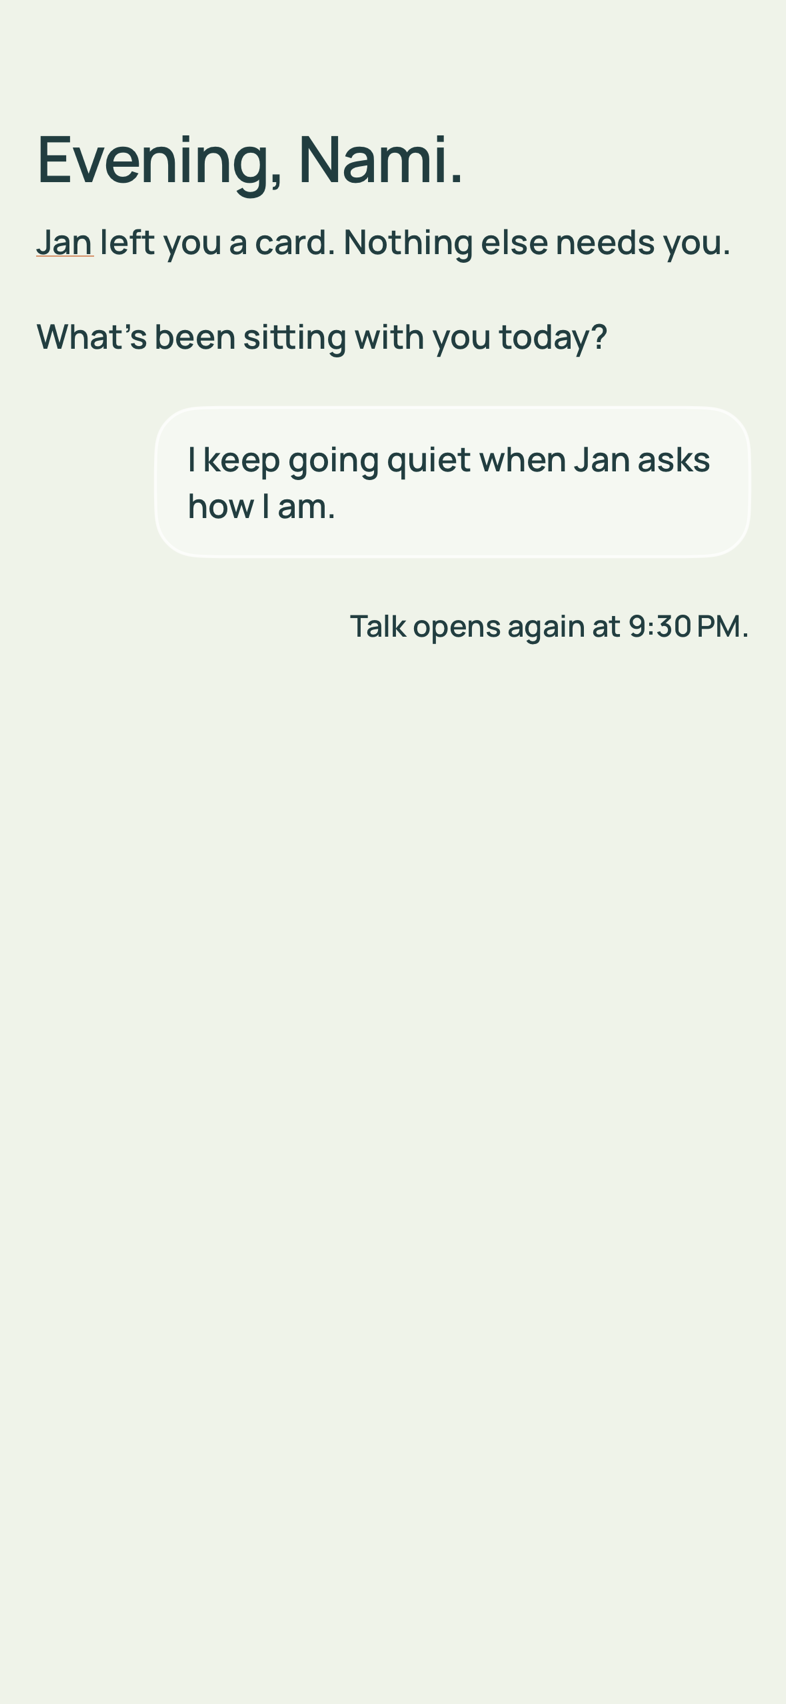 Evening, Nami.
Jan left you a card. Nothing else needs you.
What’s been sitting with you today?
I keep going quiet when Jan asks
how I am.
Talk opens again at 9:30 PM.